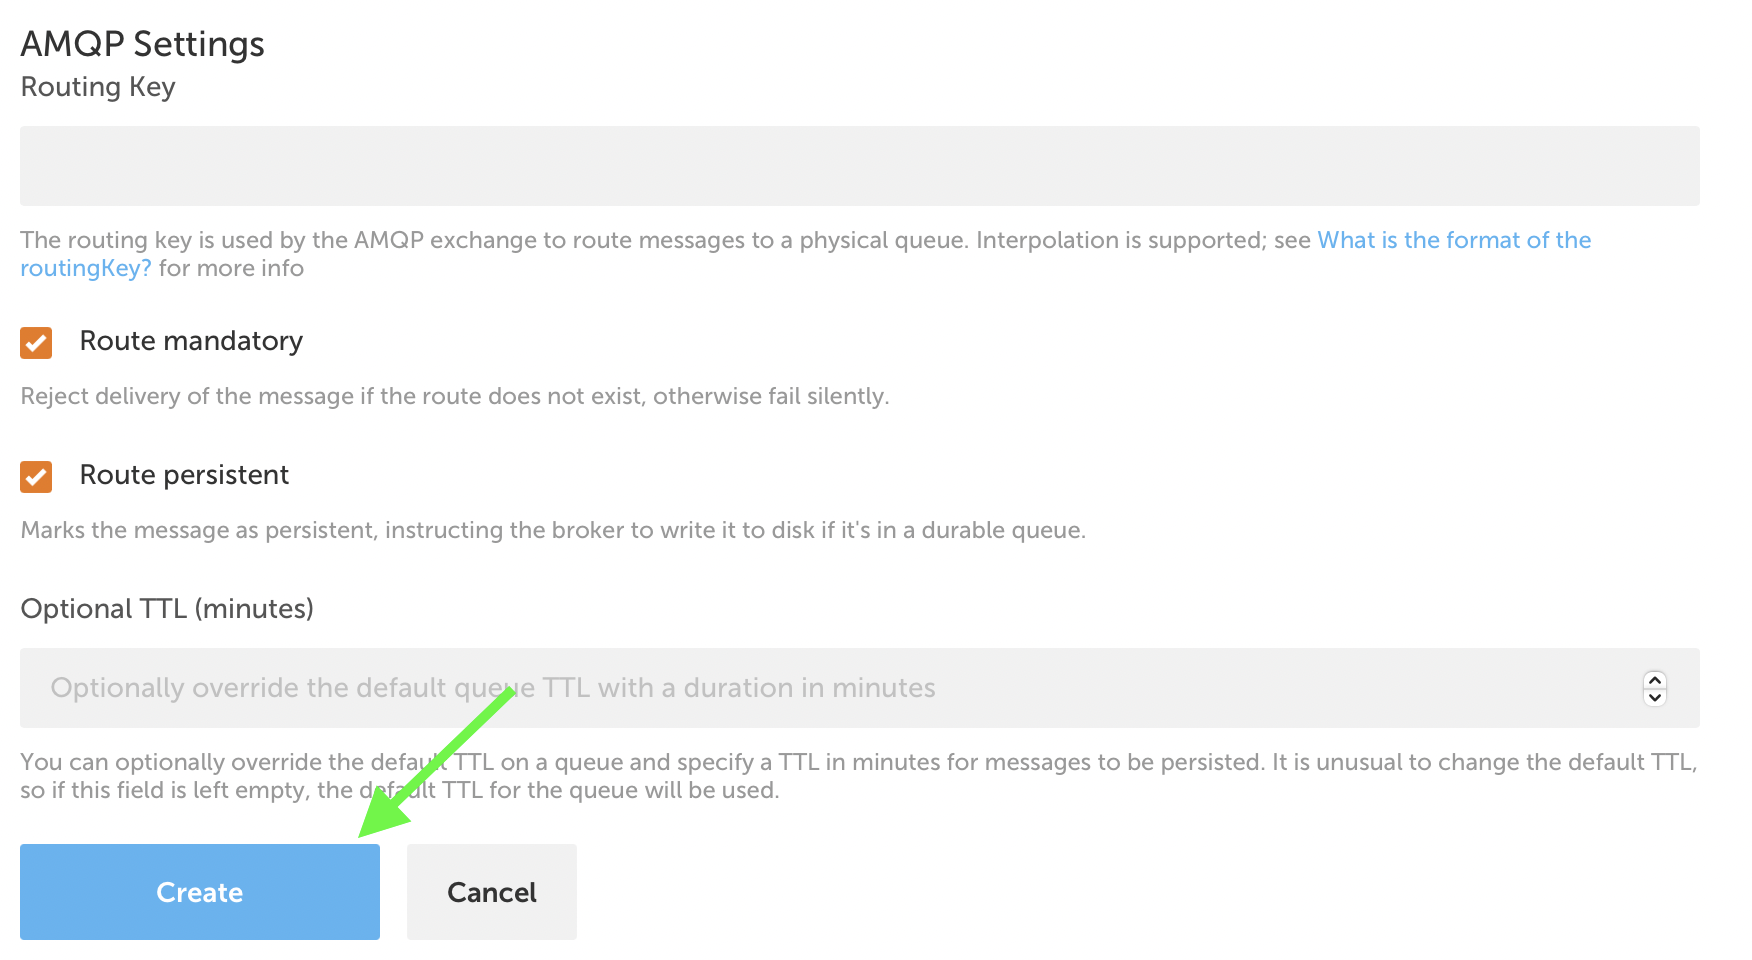 AMQP Settings
Routing Key
The routing key is used by the AMQP exchange to route messages to a physical queue. Interpolation is supported; see What is the format of the
routingKey? for more info
Route mandatory
Reject delivery of the message if the route does not exist, otherwise fail silently.
Route persistent
Marks the message as persistent, instructing the broker to write it to disk if it's in a durable queue.
Optional TTL (minutes)
Optionally override the default queue TTL with a duration in minutes
You can optionally override the default TTL on a queue and specify a TTL in minutes for messages to be persisted. It is unusual to change the default TTL,
so if this field is left empty, the default TTL for the queue will be used.
Create
Cancel